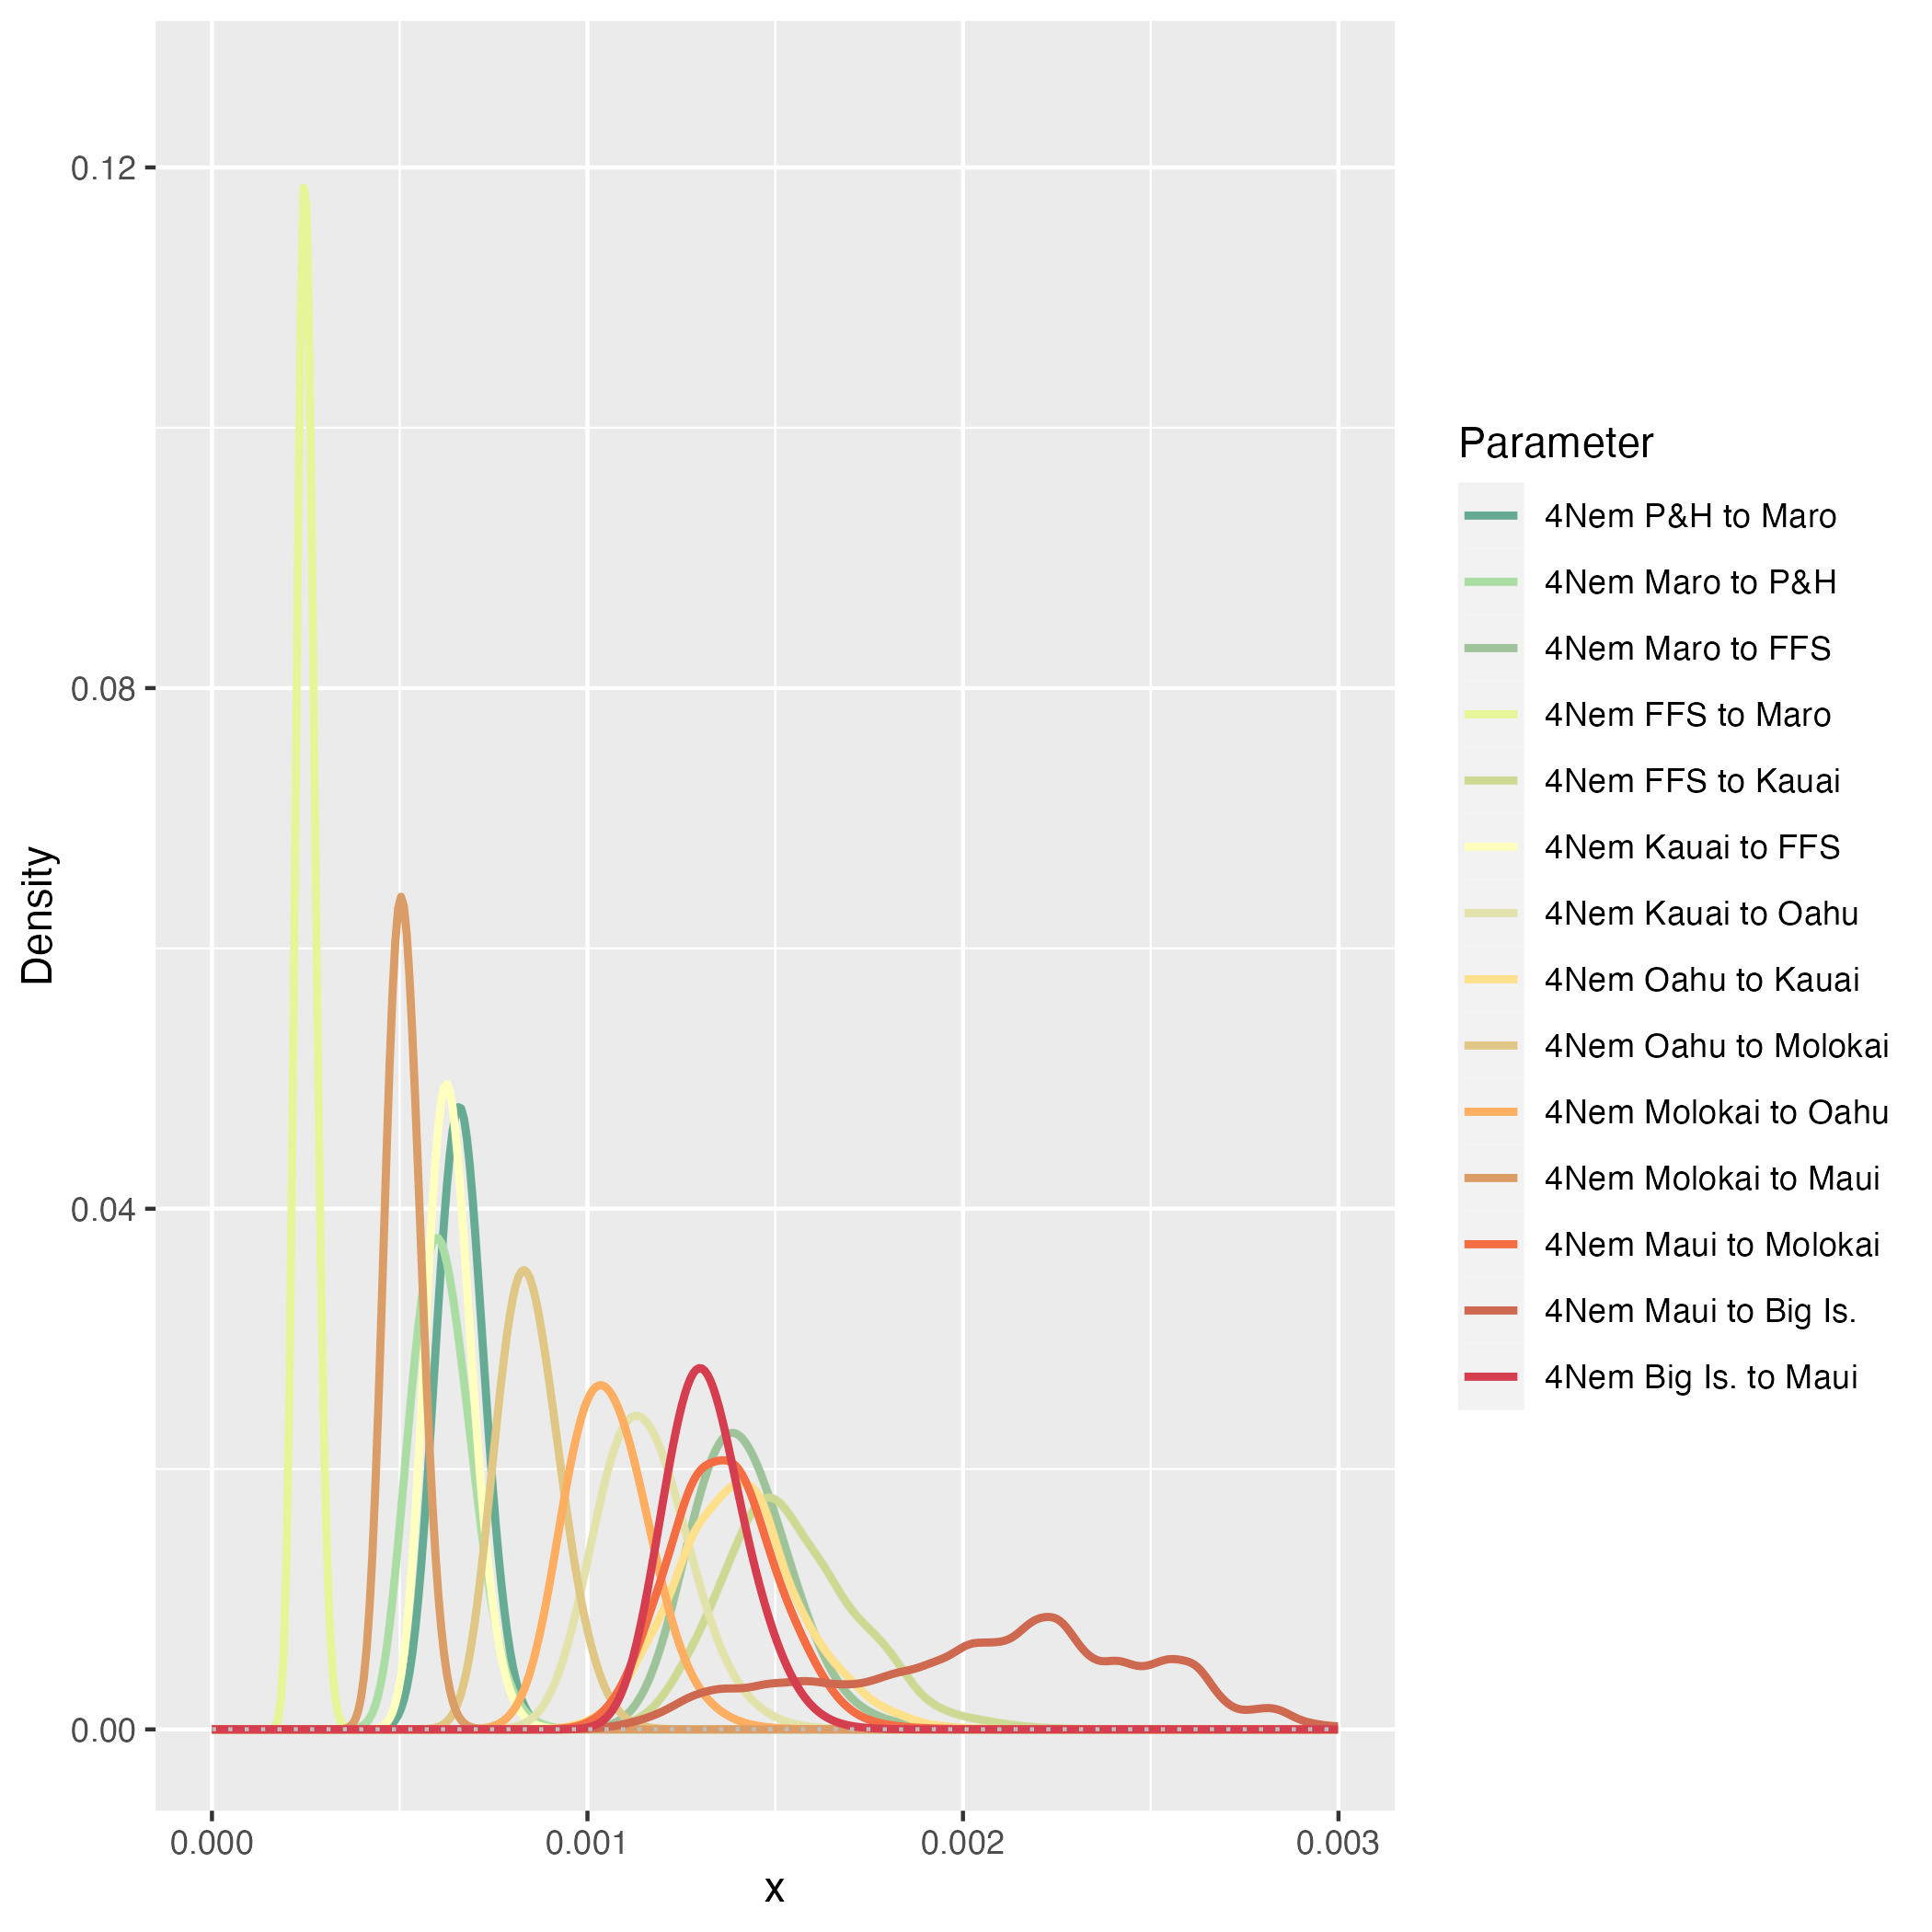 0.12
0.08
0.04
0.00
Density
0.000
0.001
0.002
0.003
x
Parameter
4Nem P&H to Maro
4Nem Maro to P&H
4Nem Maro to FFS
4Nem FFS to Maro
4Nem FFS to Kauai
4Nem Kauai to FFS
4Nem Kauai to Oahu
4Nem Oahu to Kauai
4Nem Oahu to Molokai
4Nem Molokai to Oahu
4Nem Molokai to Maui
4Nem Maui to Molokai
4Nem Maui to Big Is.
4Nem Big Is. to Maui